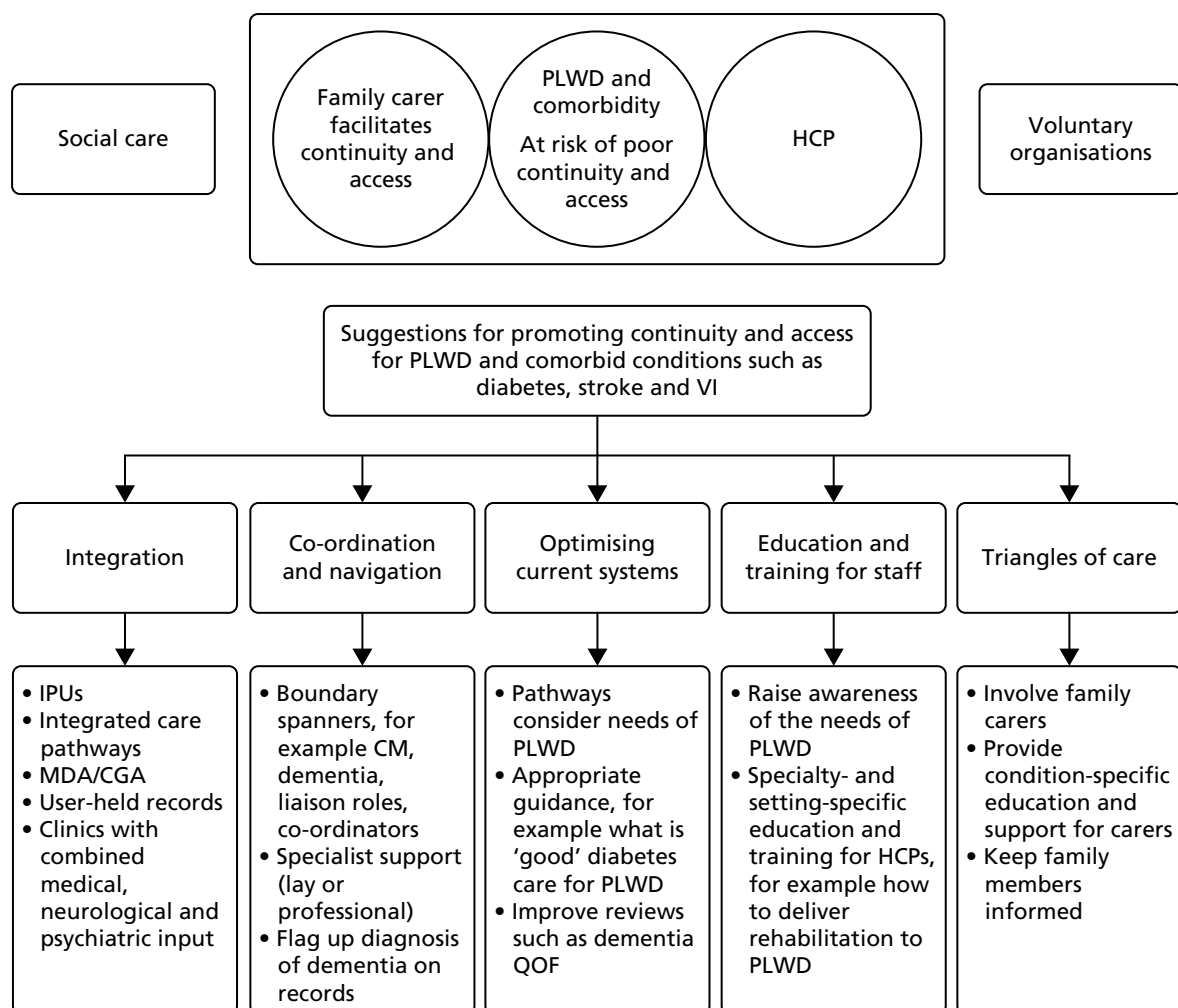 Social care
Family carer
facilitates
continuity and
access
PLWD and
comorbidity
At risk of poor
continuity and
access
HCP
Voluntary
organisations
Suggestions for promoting continuity and access
for PLWD and comorbid conditions such as
diabetes, stroke and VI
Integration
Co-ordination
and navigation
Optimising
current systems
Education and
training for staff
Triangles of care
• IPUs
• Integrated care
pathways
• MDA/CGA
• User-held records
• Clinics with
combined
medical,
neurological and
psychiatric input
• Boundary
spanners, for
example CM,
dementia,
liaison roles,
co-ordinators
• Specialist support
(lay or
professional)
• Flag up diagnosis
of dementia on
records
• Pathways
consider needs of
PLWD
• Appropriate
guidance, for
example what is
‘good’ diabetes
care for PLWD
• Improve reviews
such as dementia
QOF
• Raise awareness
of the needs of
PLWD
• Specialty- and
setting-specific
education and
training for HCPs,
for example how
to deliver
rehabilitation to
PLWD
• Involve family
carers
• Provide
condition-specific
education and
support for carers
• Keep family
members
informed